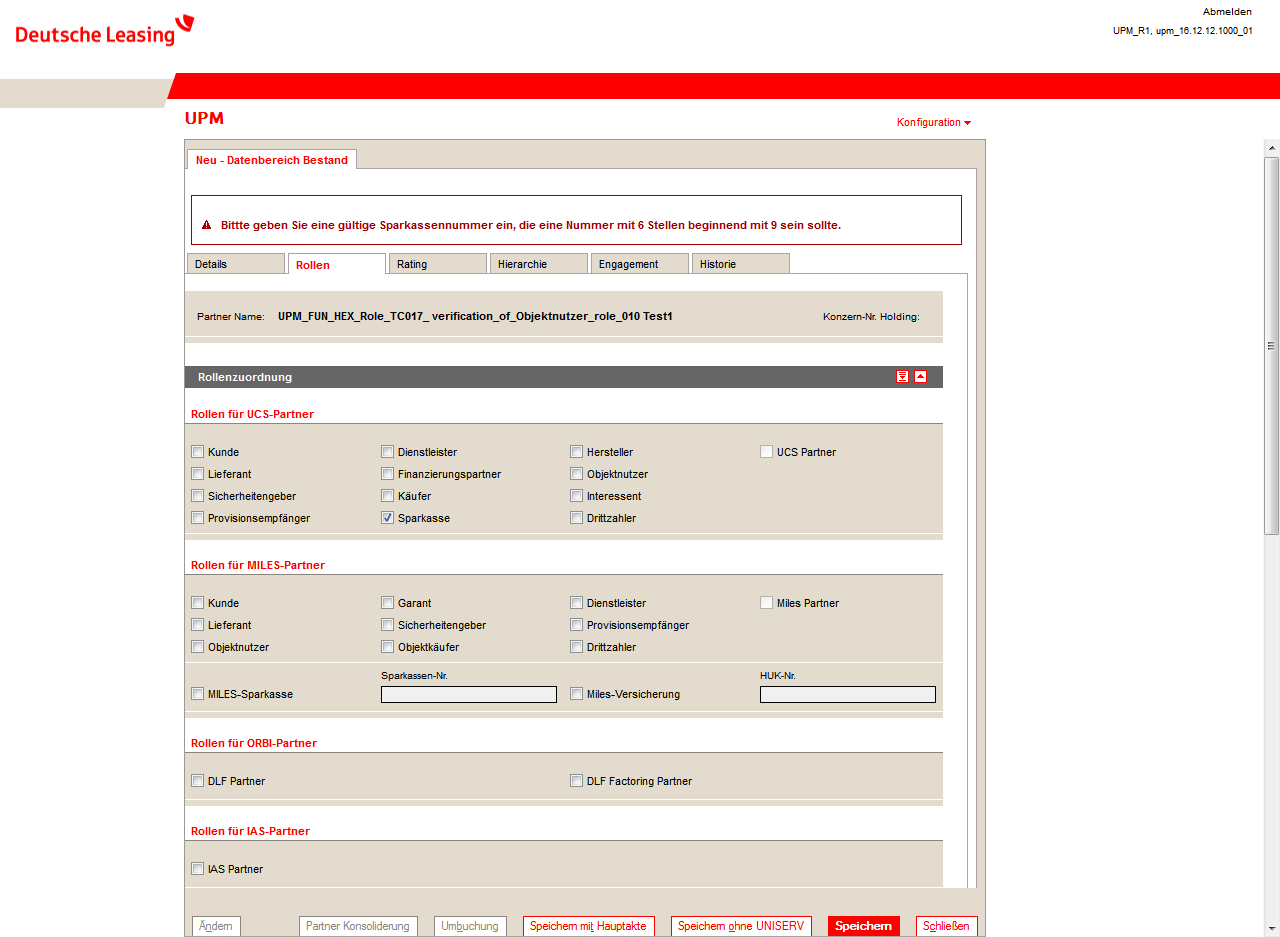 Deutsche Leasing
Abmelden
UPM_R1, upm_16.12.12.1000_01
UPM
Konfiguration
Neu - Datenbereich Bestand
Bittte geben Sie eine gültige Sparkassennummer ein, die eine Nummer mit 6 Stellen beginnend mit 9 sein sollte.
Details Rollen Rating Hierarchie Engagement Historie
Partner Name: UPM_FUN_HEX_Role_TC017_ verification_of_Objektnutzer_role_010 Test1 Konzern-Nr. Holding:
Rollenzuordnung
Rollen für UCS-Partner
Kunde Dienstleister Hersteller UCS Partner
Lieferant Finanzierungspartner Objektnutzer
Sicherheitengeber Käufer Interessent
Provisionsempfänger Sparkasse Drittzahler
Rollen für MILES-Partner
Kunde Garant Dienstleister Miles Partner
Lieferant Sicherheitengeber Provisionsempfänger
Objektnutzer Objektkäufer Drittzahler
Sparkassen-Nr. HUK-Nr.
MILES-Sparkasse Miles-Versicherung
Rollen für ORBI-Partner
DLF Partner DLF Factoring Partner
Rollen für IAS-Partner
IAS Partner
Ändern Partner Konsolidierung Umbuchung Speichern mit Hauptakte Speichern ohne UNISERV Speichern Schließen